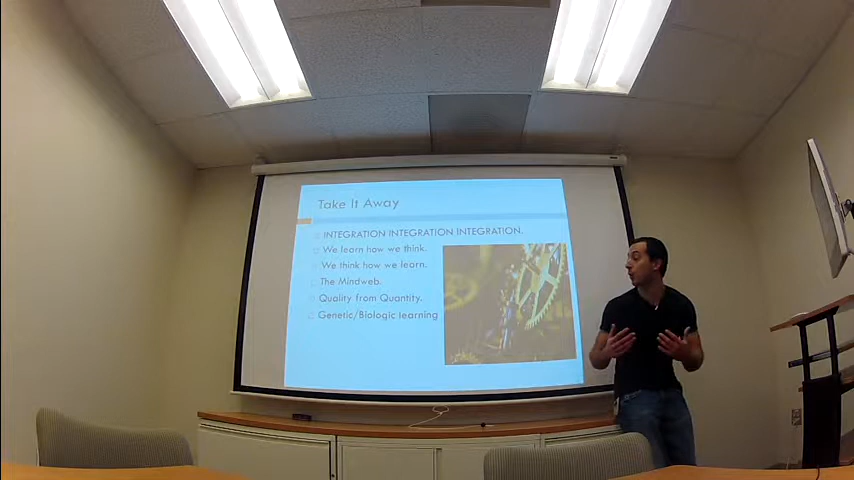 Take It Away
INTEGRATION INTEGRATION INTEGRATION.
We learn how we think.
We think how we learn.
The Mindweb.
Quality from Quantity.
Genetic/Biologic learning